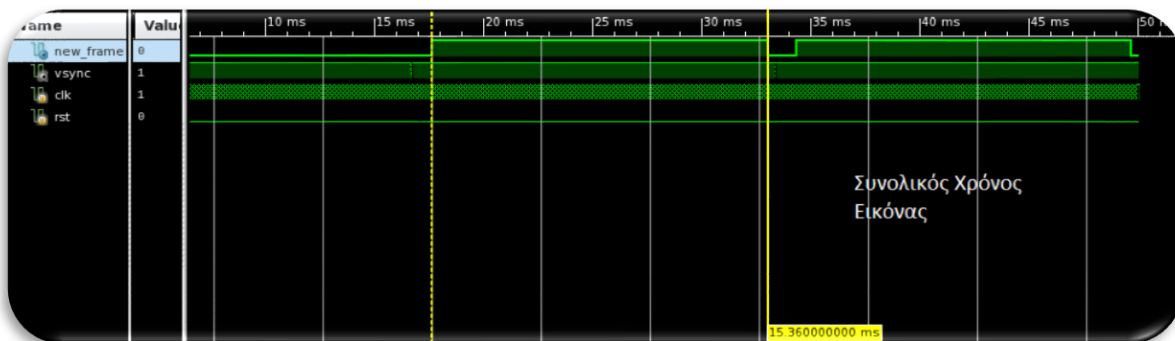 Value
10 ms 15 ms 20 ms 25 ms 30 ms 35 ms 40 ms 45 ms 50
new_frame 0
vsync 1
clk 1
rst 0
Συνολικός Χρόνος
Εικόνας
15.360000000 ms